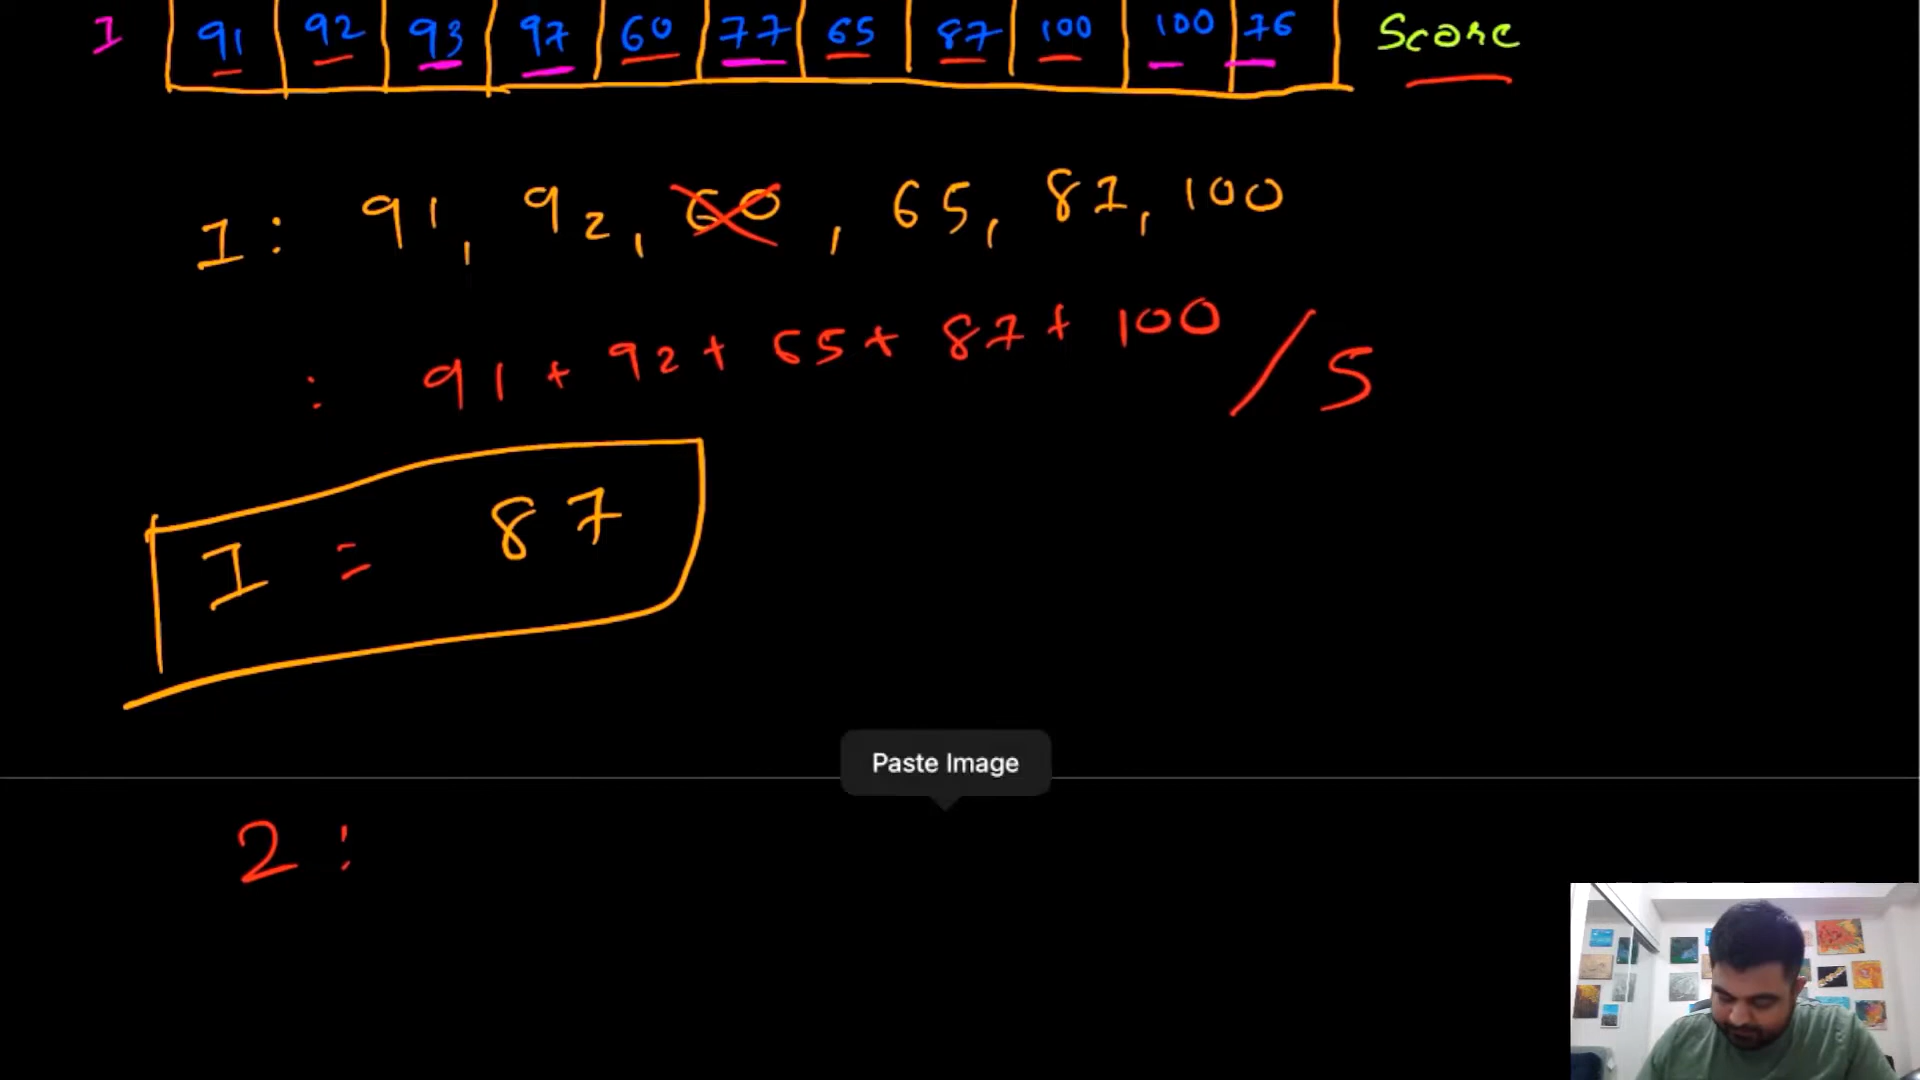 1 91 92 93 97 60 77 65 87 100 100 76 Score
1: 91, 92, 60, 65, 87, 100
: 91 + 92 + 65 + 87 + 100 / 5
1 = 87
Paste Image
2: